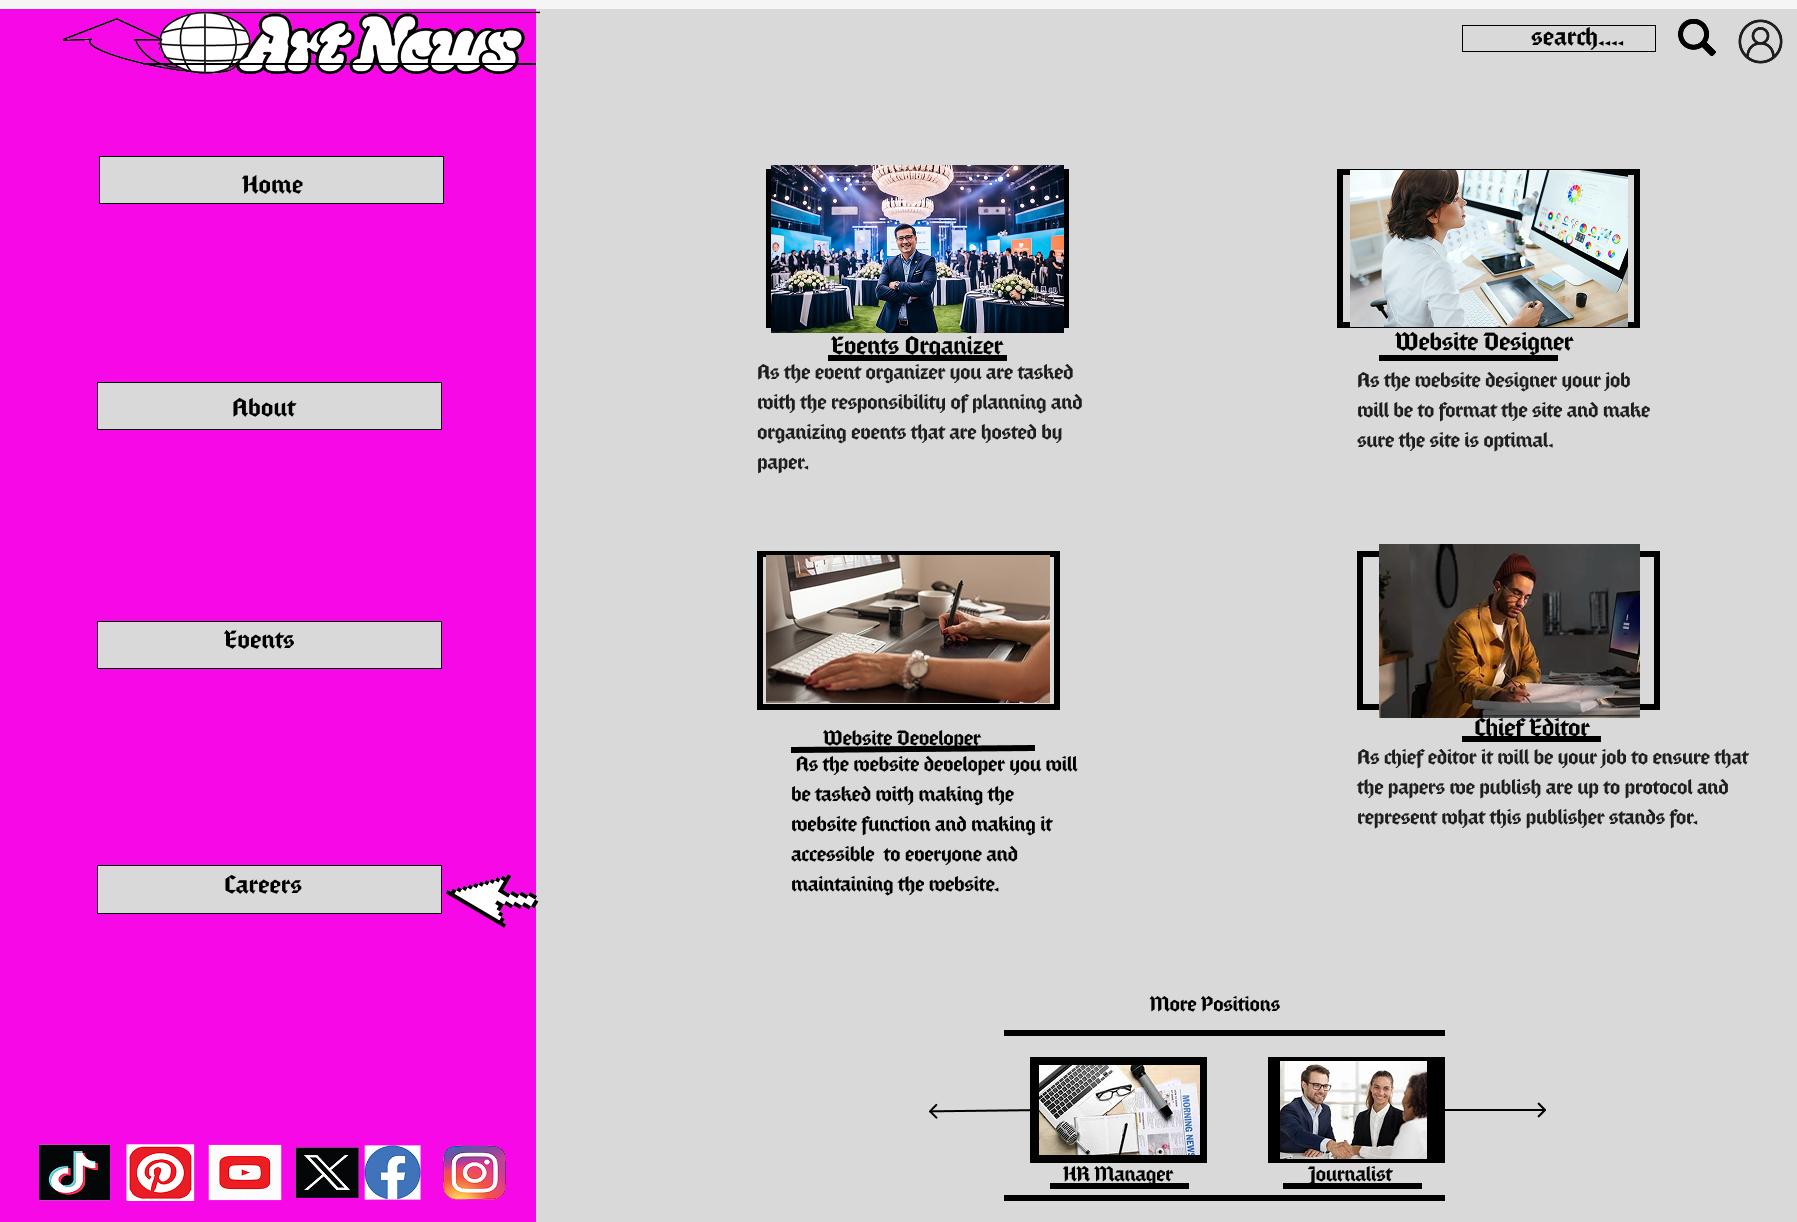 Art News
search....
Home
About
Events
Careers
Events Organizer
As the event organizer you are tasked
with the responsibility of planning and
organizing events that are hosted by
paper.
Website Designer
As the website designer your job
will be to format the site and make
sure the site is optimal.
Website Developer
As the website developer you will
be tasked with making the
website function and making it
accessible to everyone and
maintaining the website.
Chief Editor
As chief editor it will be your job to ensure that
the papers we publish are up to protocol and
represent what this publisher stands for.
More Positions
MORNING NEWS
HR Manager
Journalist